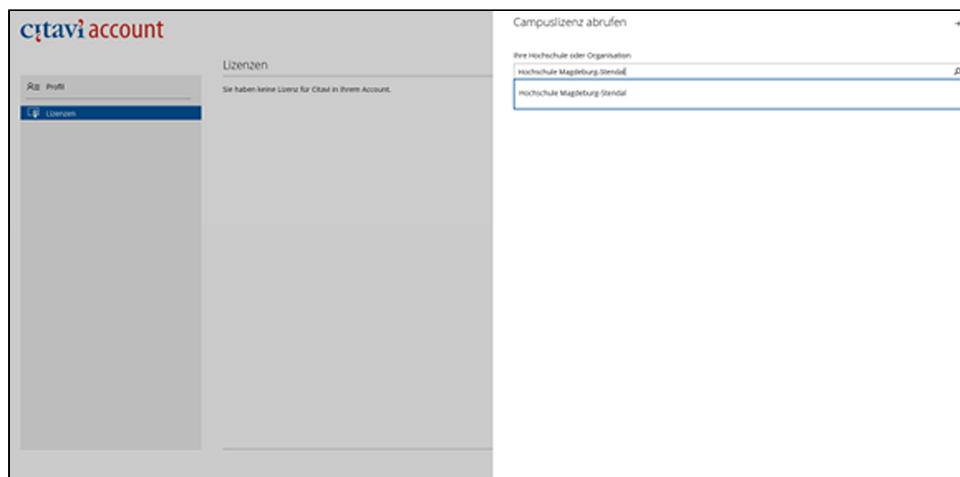 citavi account
Profil
Lizenzen
Lizenzen
Sie haben keine Lizenz für Citavi in Ihrem Account.
Campuslizenz abrufen
Ihre Hochschule oder Organisation
Hochschule Magdeburg-Stendal
Hochschule Magdeburg-Stendal